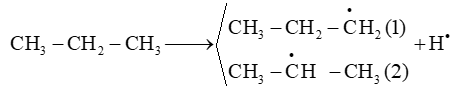 CH₃ – CH₂ – ĊH₂ (1)
CH₃ – CH₂ – CH₃ ⟶ + H•
CH₃ – ĊH – CH₃ (2)